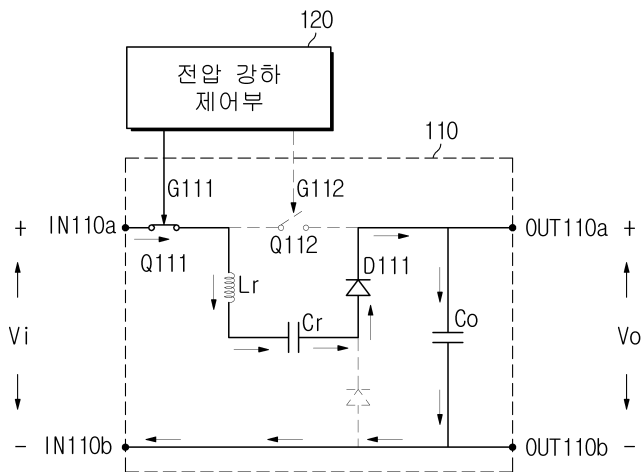 120
전압 강하
제어부
110
G111
G112
+
IN110a
Q111
Q112
OUT110a
+
D111
Lr
Cr
Co
Vi
Vo
-
IN110b
OUT110b
-